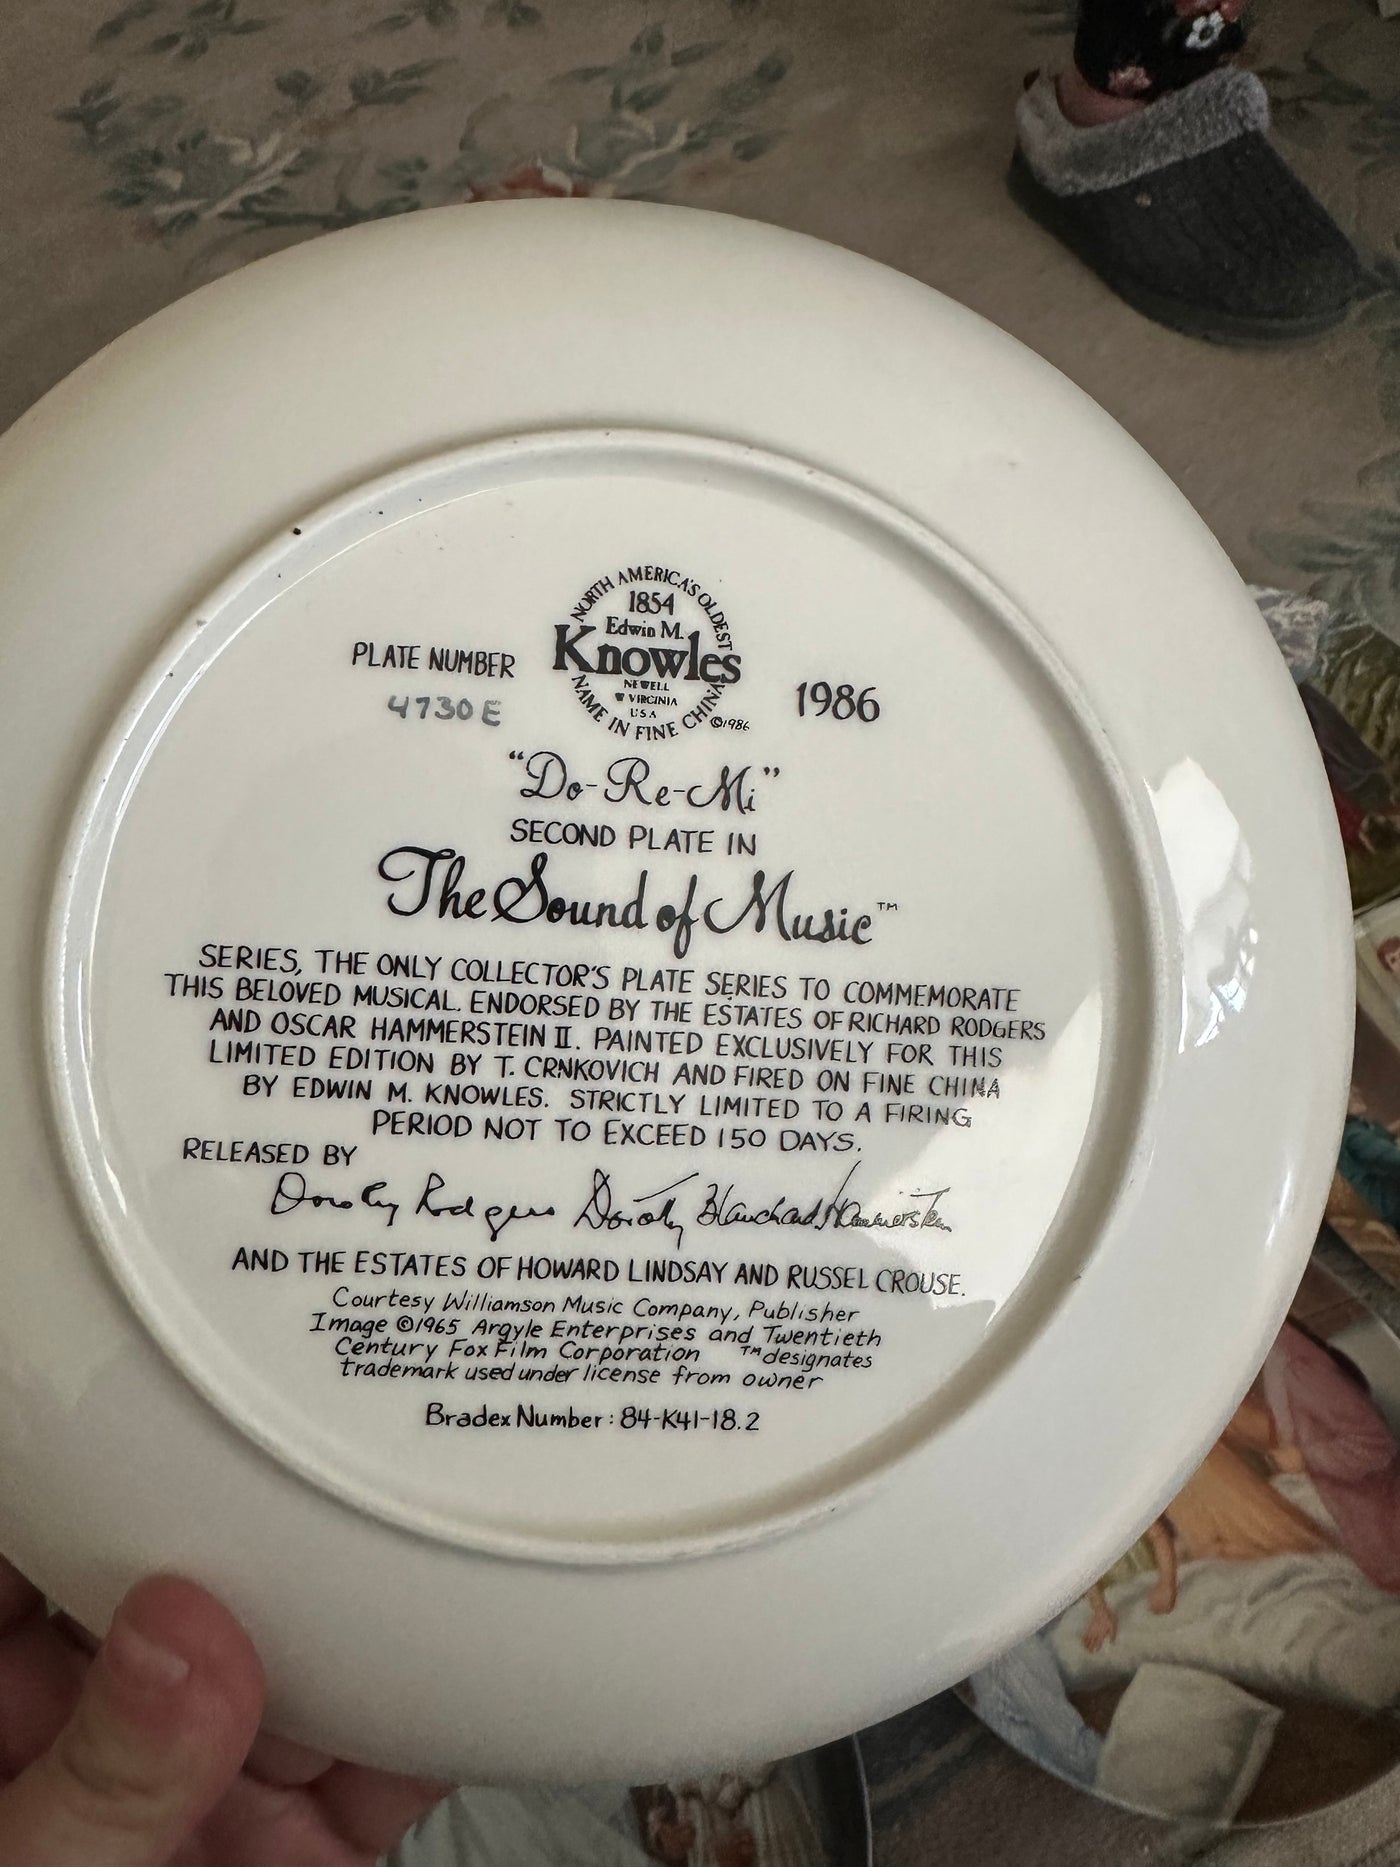 NORTH AMERICA'S OLDEST
1854
Edwin M.
Knowles
NEWELL
W VIRGINIA
USA
NAME IN FINE CHINA
©1986
PLATE NUMBER
4730E
1986
"Do-Re-Mi"
SECOND PLATE IN
The Sound of Music™
SERIES, THE ONLY COLLECTOR'S PLATE SERIES TO COMMEMORATE
THIS BELOVED MUSICAL. ENDORSED BY THE ESTATES OF RICHARD RODGERS
AND OSCAR HAMMERSTEIN II. PAINTED EXCLUSIVELY FOR THIS
LIMITED EDITION BY T. CRNKOVICH AND FIRED ON FINE CHINA
BY EDWIN M. KNOWLES. STRICTLY LIMITED TO A FIRING
PERIOD NOT TO EXCEED 150 DAYS.
RELEASED BY
Dorothy Rodgers Dorothy Blanchard Hammerstein
AND THE ESTATES OF HOWARD LINDSAY AND RUSSEL CROUSE.
Courtesy Williamson Music Company, Publisher
Image ©1965 Argyle Enterprises and Twentieth
Century Fox Film Corporation ™designates
trademark used under license from owner
Bradex Number: 84-K41-18.2